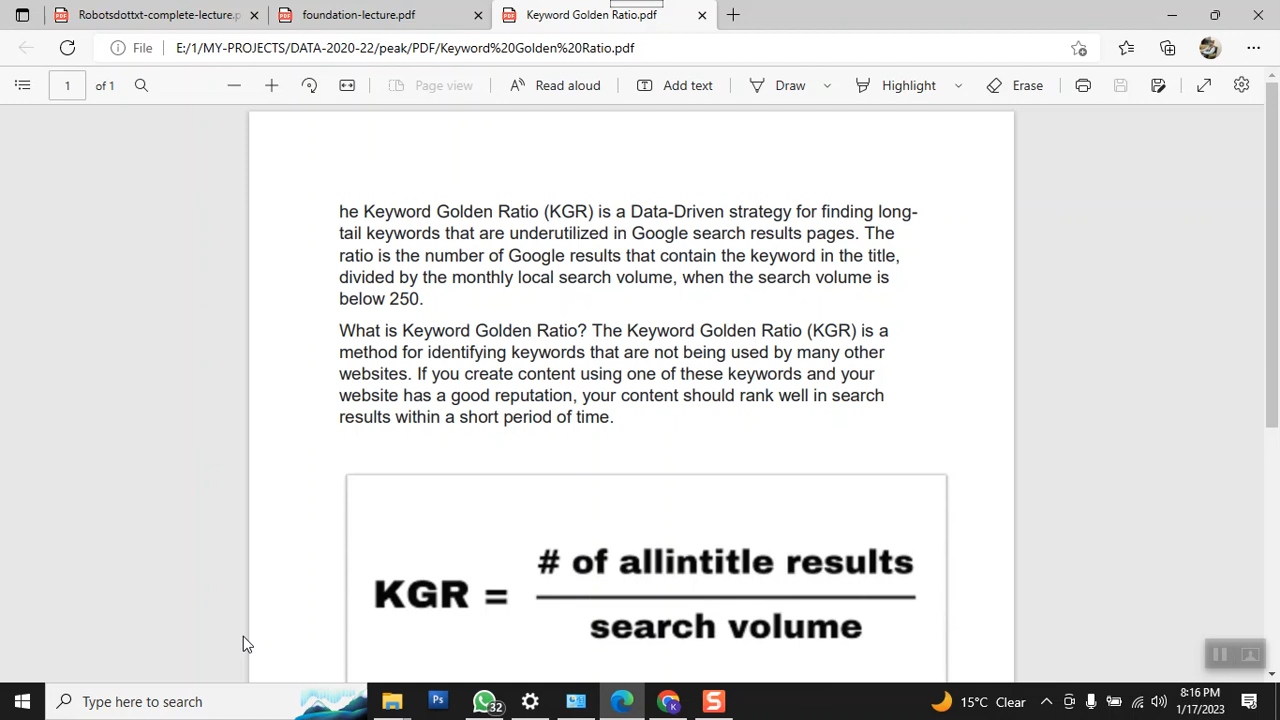 Robotsdottxt-complete-lecture.p
foundation-lecture.pdf
Keyword Golden Ratio.pdf
File
E:/1/MY-PROJECTS/DATA-2020-22/peak/PDF/Keyword%20Golden%20Ratio.pdf
1 of 1
Page view
Read aloud
Add text
Draw
Highlight
Erase
he Keyword Golden Ratio (KGR) is a Data-Driven strategy for finding long-
tail keywords that are underutilized in Google search results pages. The
ratio is the number of Google results that contain the keyword in the title,
divided by the monthly local search volume, when the search volume is
below 250.
What is Keyword Golden Ratio? The Keyword Golden Ratio (KGR) is a
method for identifying keywords that are not being used by many other
websites. If you create content using one of these keywords and your
website has a good reputation, your content should rank well in search
results within a short period of time.
# of allintitle results
KGR =
search volume
Type here to search
Ps
32
K
S
15°C Clear
8:16 PM
1/17/2023